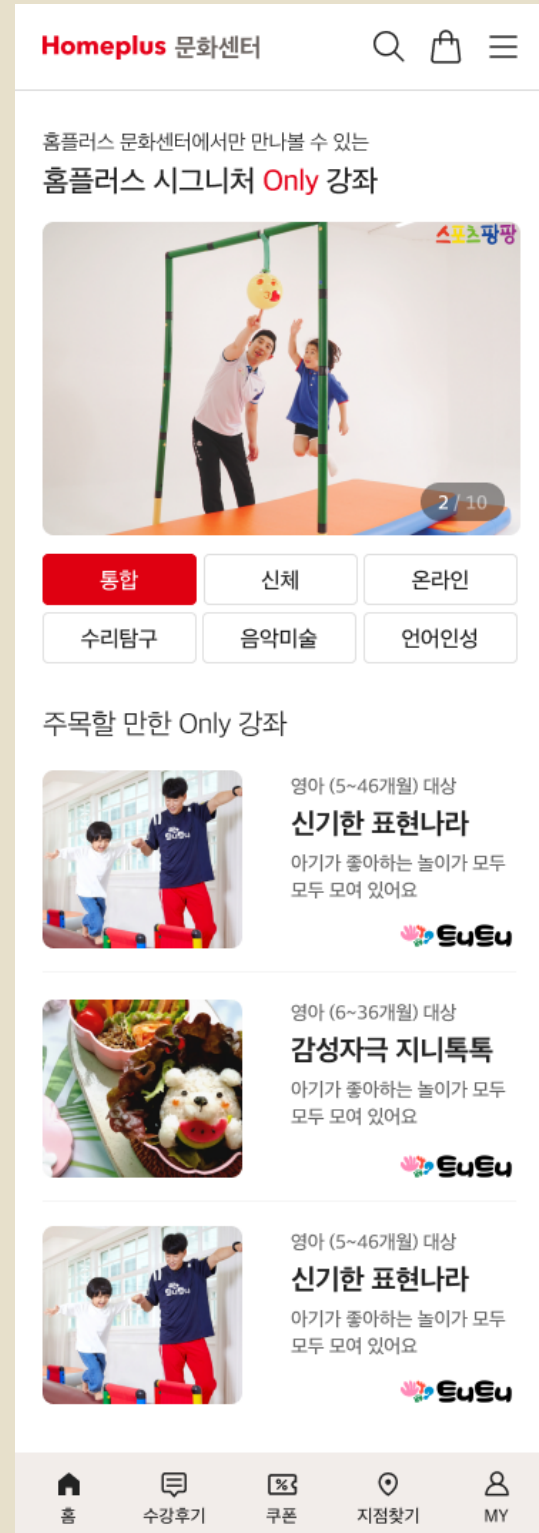 Homeplus 문화센터
홈플러스 문화센터에서만 만나볼 수 있는
홈플러스 시그니처 Only 강좌
스포츠팡팡
2 / 10
통합
신체
온라인
수리탐구
음악미술
언어인성
주목할 만한 Only 강좌
영아 (5~46개월) 대상
신기한 표현나라
아기가 좋아하는 놀이가 모두
모두 모여 있어요
영아 (6~36개월) 대상
감성자극 지니톡톡
아기가 좋아하는 놀이가 모두
모두 모여 있어요
영아 (5~46개월) 대상
신기한 표현나라
아기가 좋아하는 놀이가 모두
모두 모여 있어요
홈
수강후기
쿠폰
지점찾기
MY